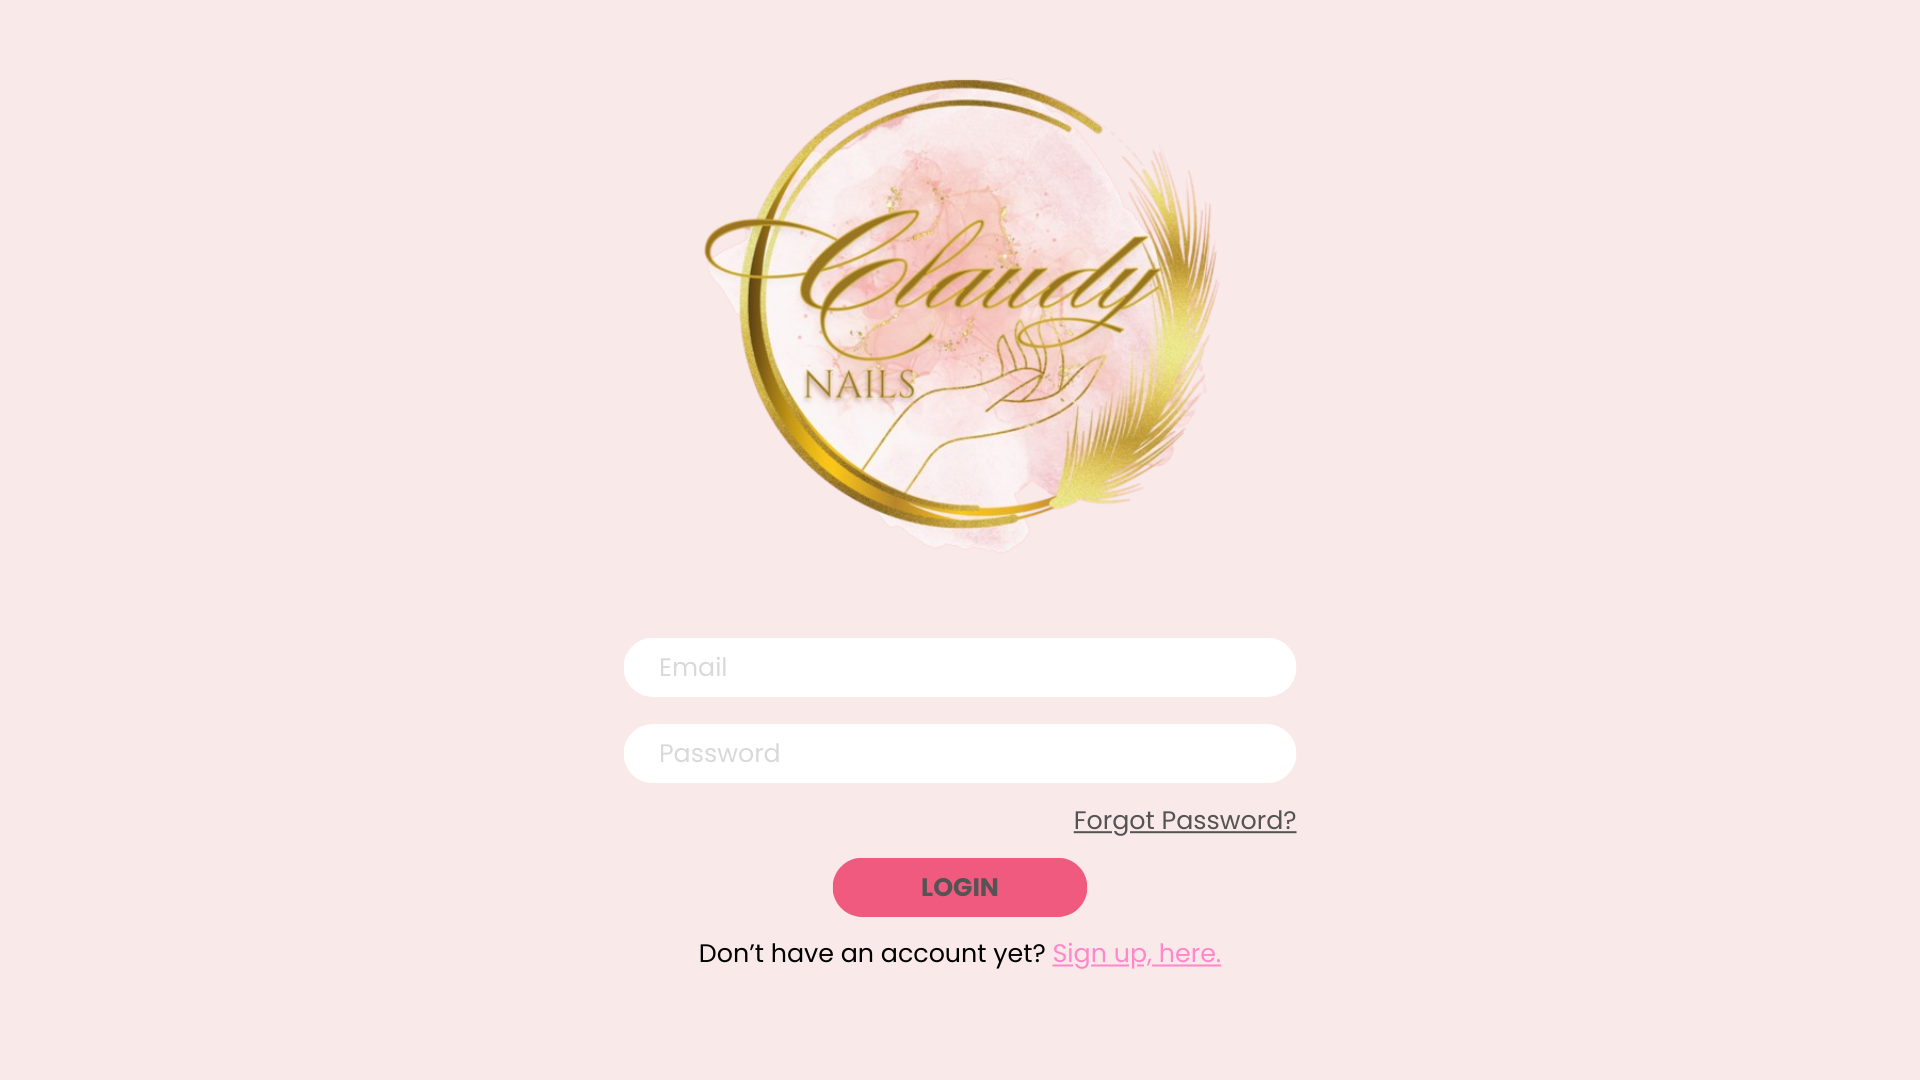 Claudy
NAILS
Email
Password
Forgot Password?
LOGIN
Don’t have an account yet? Sign up, here.